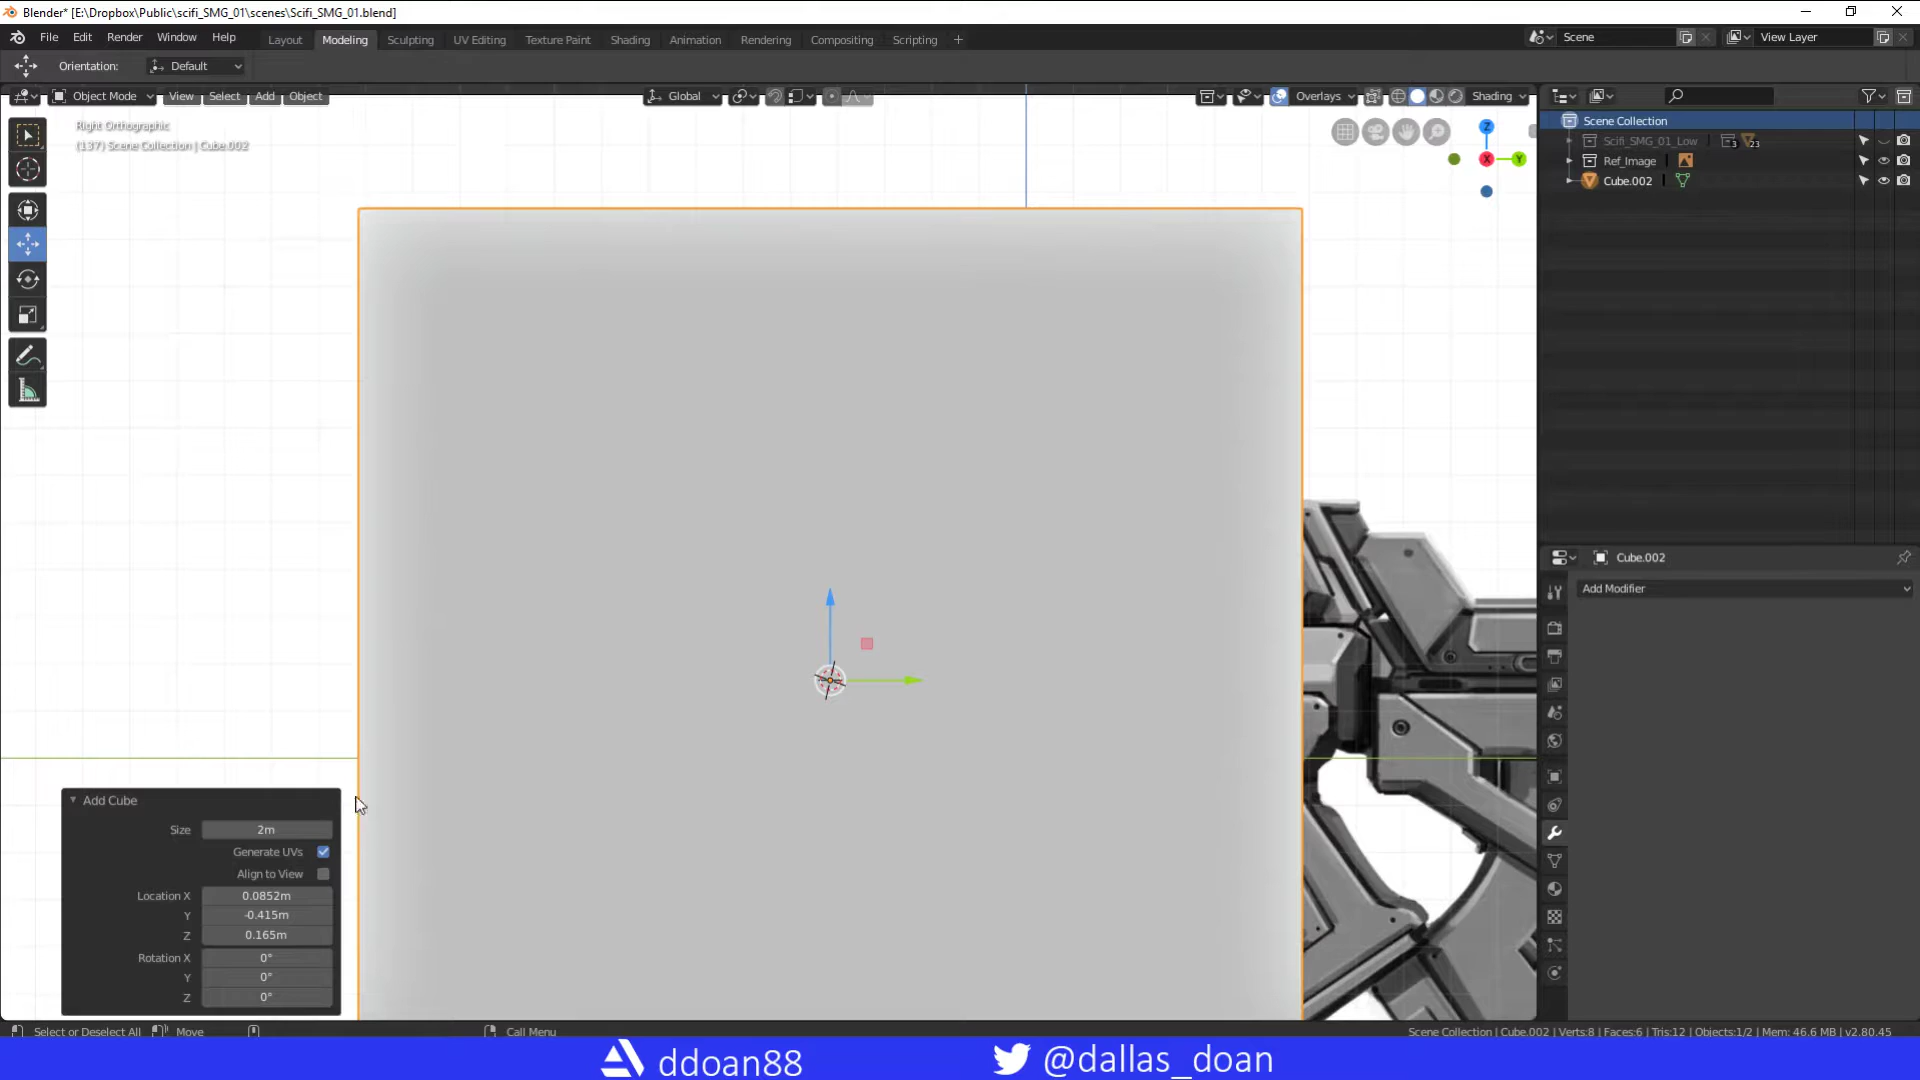 Blender* [E:\Dropbox\Public\scifi_SMG_01\scenes\Scifi_SMG_01.blend]
File Edit Render Window Help
Layout Modeling Sculpting UV Editing Texture Paint Shading Animation Rendering Compositing Scripting +
Scene
View Layer
Orientation: Default
Object Mode View Select Add Object
Global
Overlays
Shading
Right Orthographic
(137) Scene Collection | Cube.002
Z
X
Y
Scene Collection
Scifi_SMG_01_Low 3 23
Ref_Image
Cube.002
Cube.002
Add Modifier
Add Cube
Size 2m
Generate UVs
Align to View
Location X 0.0852m
Y -0.415m
Z 0.165m
Rotation X 0°
Y 0°
Z 0°
Select or Deselect All Move Call Menu
Scene Collection | Cube.002 | Verts:8 | Faces:6 | Tris:12 | Objects:1/2 | Mem: 46.6 MB | v2.80.45
ddoan88
@dallas_doan